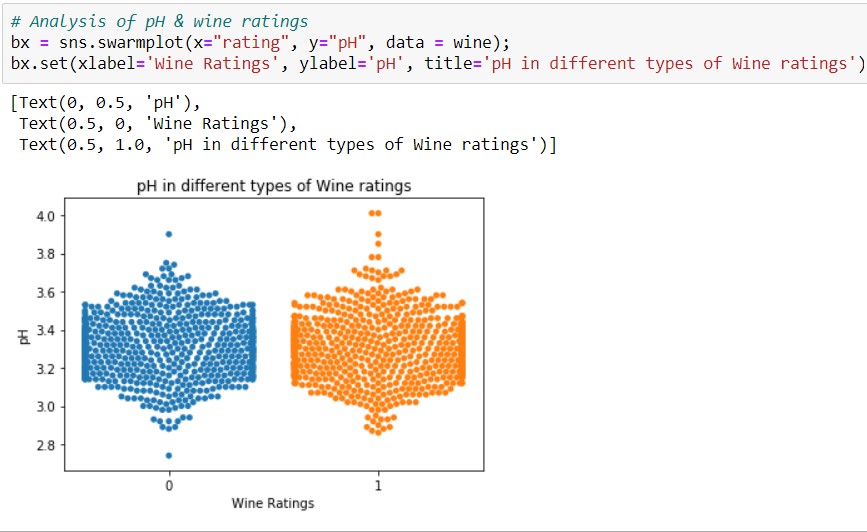 # Analysis of pH & wine ratings
bx = sns.swarmplot(x="rating", y="pH", data = wine);
bx.set(xlabel='Wine Ratings', ylabel='pH', title='pH in different types of Wine ratings')
[Text(0, 0.5, 'pH'),
Text(0.5, 0, 'Wine Ratings'),
Text(0.5, 1.0, 'pH in different types of Wine ratings')]
pH in different types of Wine ratings
4.0
3.8
3.6
3.4
3.2
3.0
2.8
pH
0 1
Wine Ratings